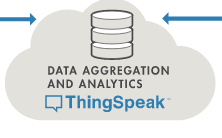 DATA AGGREGATION
AND ANALYTICS
ThingSpeak™